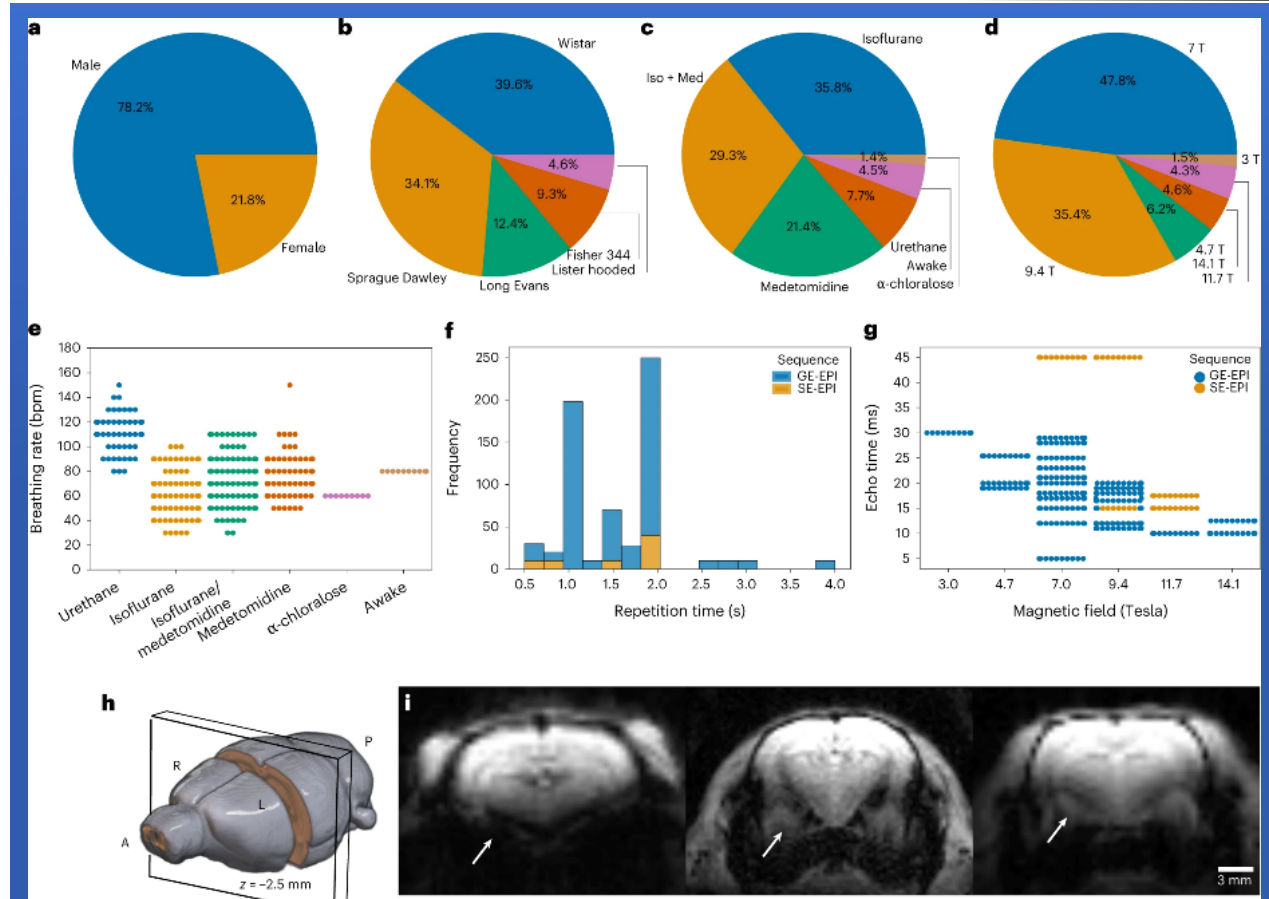 a
Male
78.2%
21.8%
Female
b
Wistar
39.6%
34.1%
12.4%
9.3%
4.6%
Sprague Dawley
Long Evans
Fisher 344
Lister hooded
c
Isoflurane
Iso + Med
35.8%
29.3%
21.4%
7.7%
4.5%
1.4%
Medetomidine
Urethane
Awake
α-chloralose
d
7 T
47.8%
35.4%
6.2%
4.6%
4.3%
1.5%
3 T
9.4 T
4.7 T
14.1 T
11.7 T
e
Breathing rate (bpm)
180
160
140
120
100
80
60
40
20
0
Urethane
Isoflurane
Isoflurane/
medetomidine
Medetomidine
α-chloralose
Awake
f
Sequence
GE-EPI
SE-EPI
Frequency
250
200
150
100
50
0
0.5 1.0 1.5 2.0 2.5 3.0 3.5 4.0
Repetition time (s)
g
Sequence
GE-EPI
SE-EPI
Echo time (ms)
45
40
35
30
25
20
15
10
5
3.0 4.7 7.0 9.4 11.7 14.1
Magnetic field (Tesla)
h
P
R
L
A
z = −2.5 mm
i
3 mm